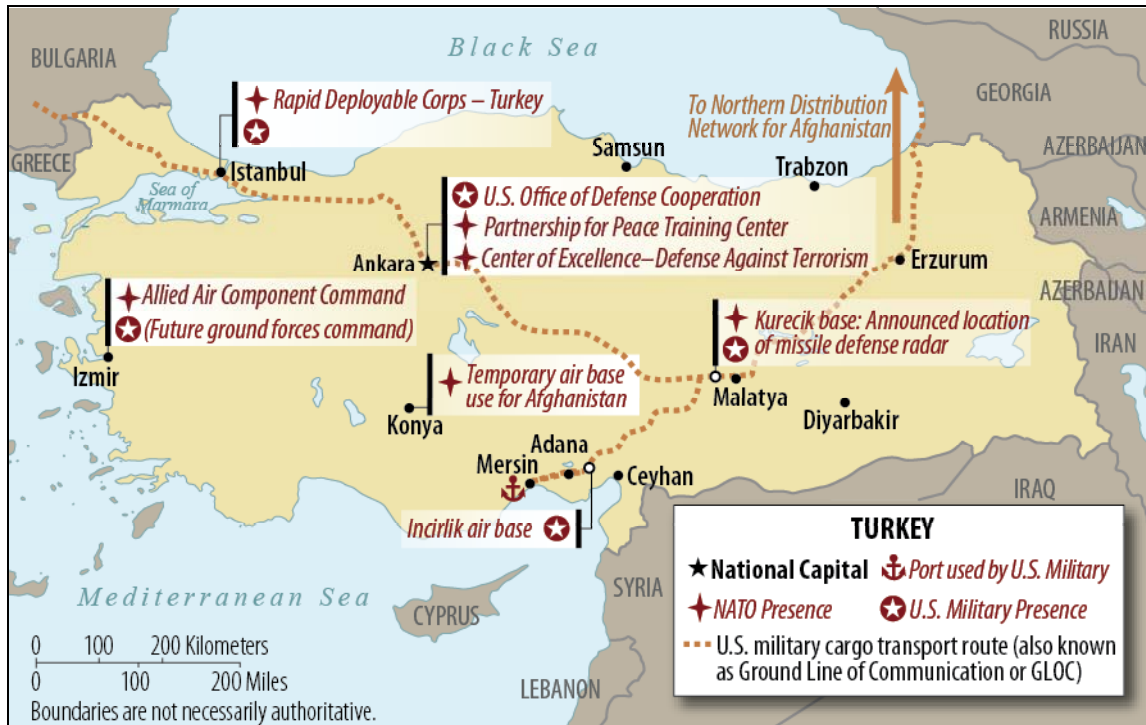 BULGARIA
Black Sea
RUSSIA
GEORGIA
AZERBAIJAN
ARMENIA
AZERBAIJAN
IRAN
GREECE
Rapid Deployable Corps – Turkey
To Northern Distribution
Network for Afghanistan
Istanbul
Sea of
Marmara
Samsun
Trabzon
U.S. Office of Defense Cooperation
Partnership for Peace Training Center
Center of Excellence–Defense Against Terrorism
Ankara
Erzurum
Allied Air Component Command
(Future ground forces command)
Izmir
Kurecik base: Announced location
of missile defense radar
Malatya
Diyarbakir
Temporary air base
use for Afghanistan
Konya
Adana
Mersin
Ceyhan
Incirlik air base
IRAQ
SYRIA
CYPRUS
LEBANON
Mediterranean Sea
0 100 200 Kilometers
0 100 200 Miles
Boundaries are not necessarily authoritative.
TURKEY
National Capital
Port used by U.S. Military
NATO Presence
U.S. Military Presence
U.S. military cargo transport route (also known
as Ground Line of Communication or GLOC)